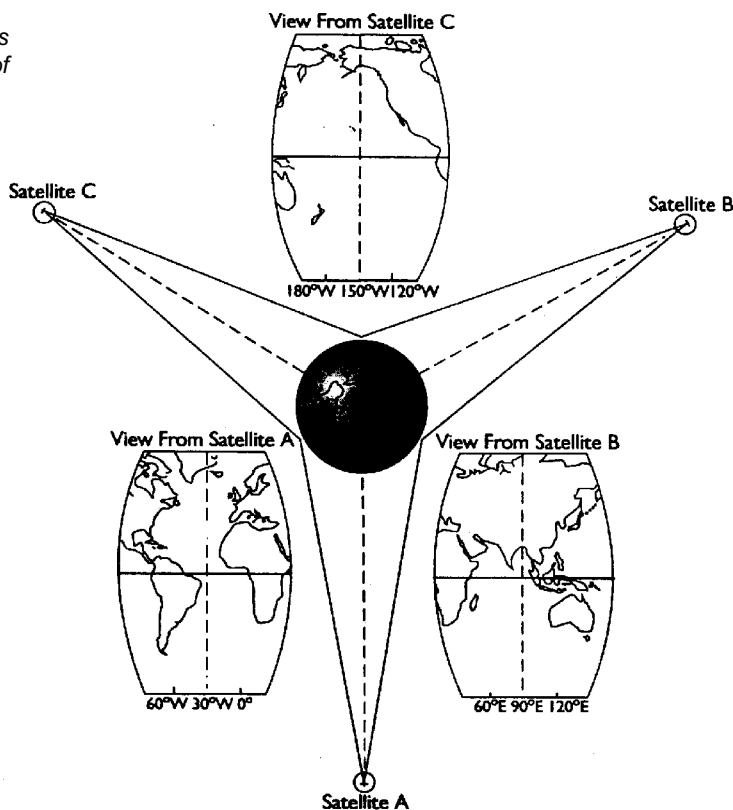 View From Satellite C
s
of
Satellite C
Satellite B
180°W 150°W 120°W
View From Satellite A
View From Satellite B
60°W 30°W 0°
60°E 90°E 120°E
Satellite A